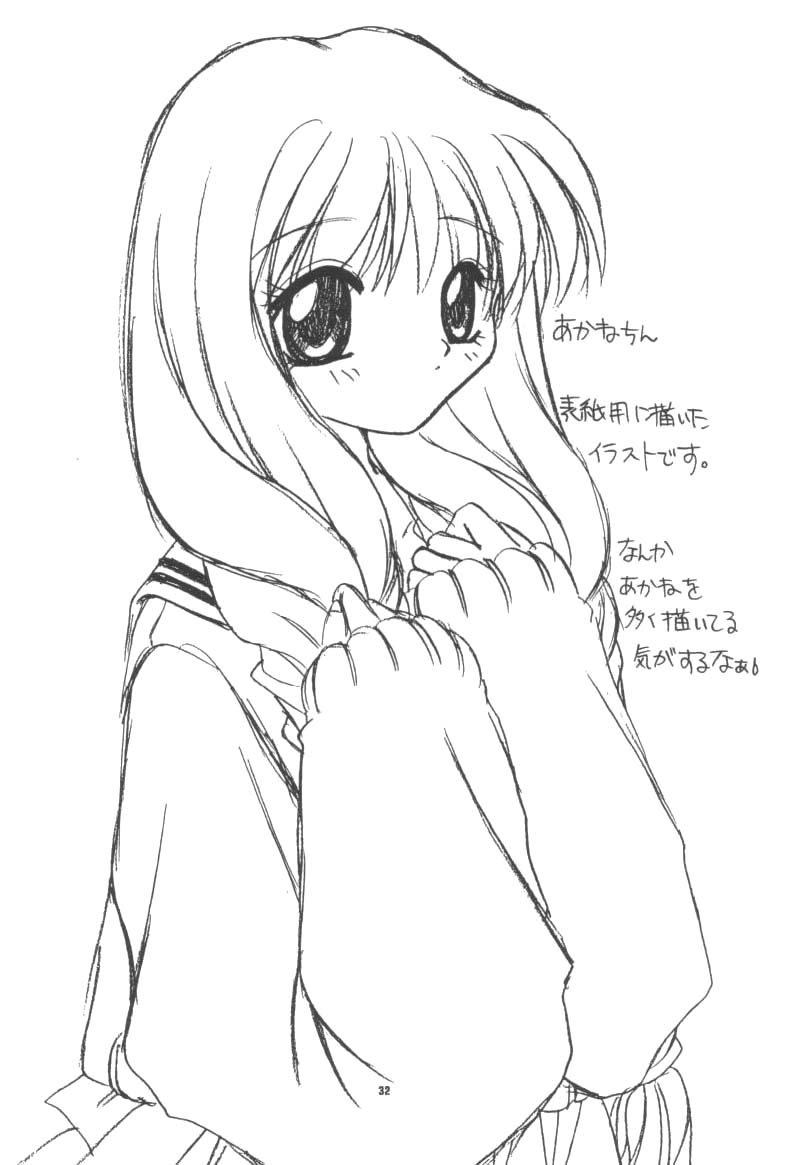 あかねちん
表紙用に描いた
イラストです。
なんか
あかねを
多く描いてる
気がするなぁ。
32